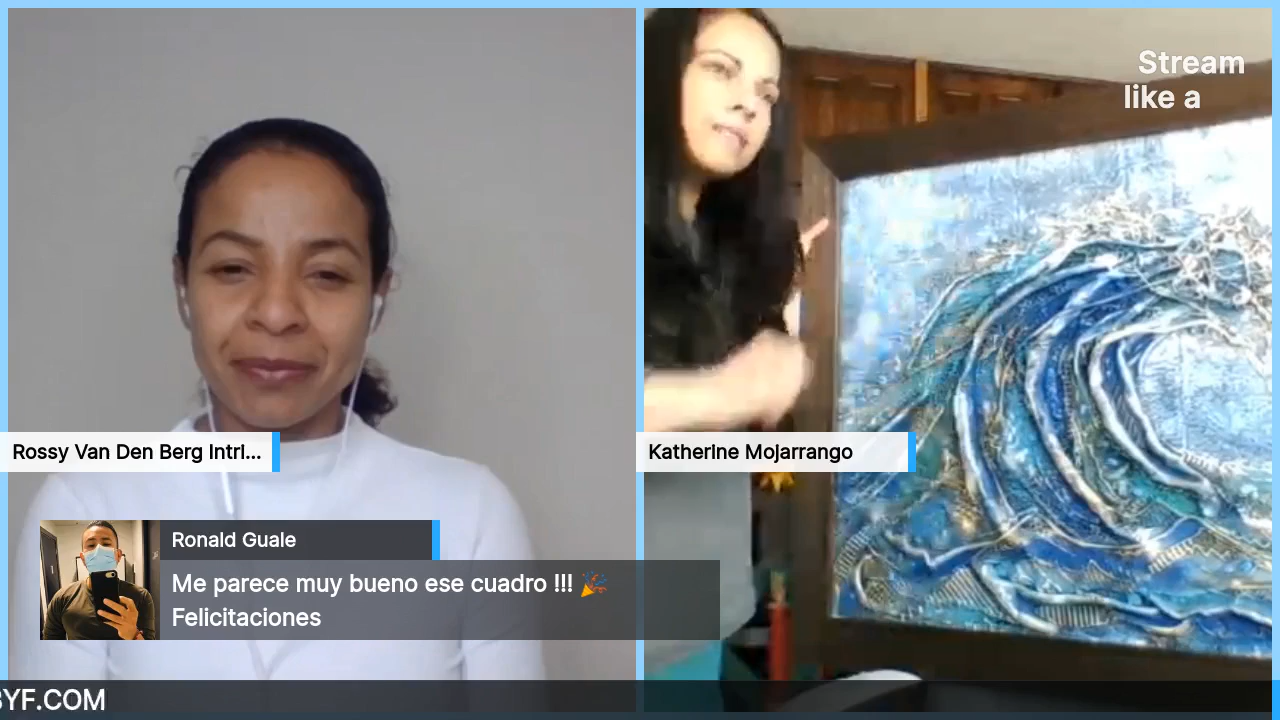 Stream
like a
Rossy Van Den Berg Intri...
Katherine Mojarrango
Ronald Guale
Me parece muy bueno ese cuadro !!! 🎉
Felicitaciones
BYF.COM